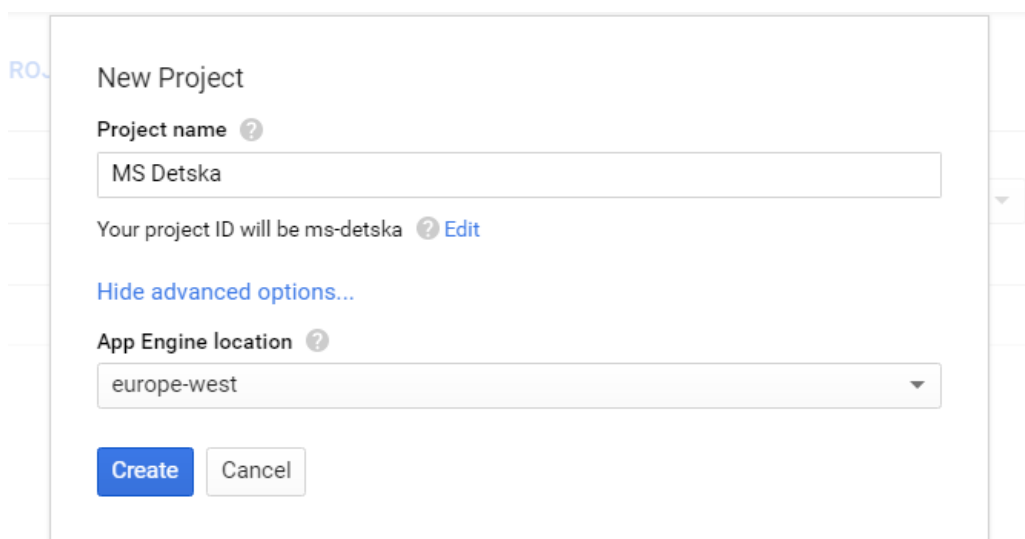 ROJ
New Project
Project name ?
MS Detska
Your project ID will be ms-detska ? Edit
Hide advanced options...
App Engine location ?
europe-west
Create Cancel